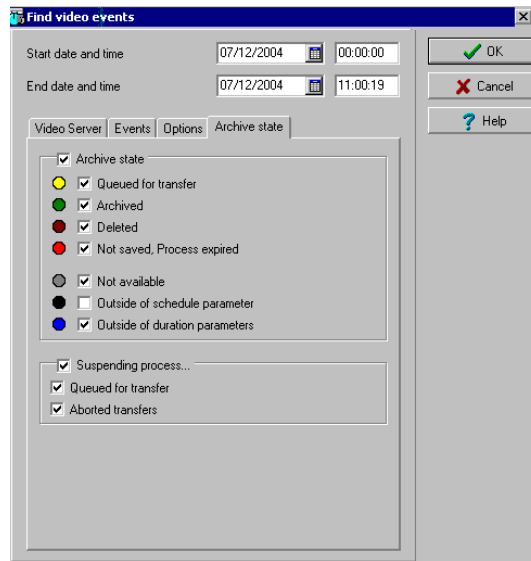 Find video events
Start date and time 07/12/2004 00:00:00
OK
End date and time 07/12/2004 11:00:19
Cancel
Help
Video Server Events Options Archive state
Archive state
Queued for transfer
Archived
Deleted
Not saved, Process expired
Not available
Outside of schedule parameter
Outside of duration parameters
Suspending process...
Queued for transfer
Aborted transfers